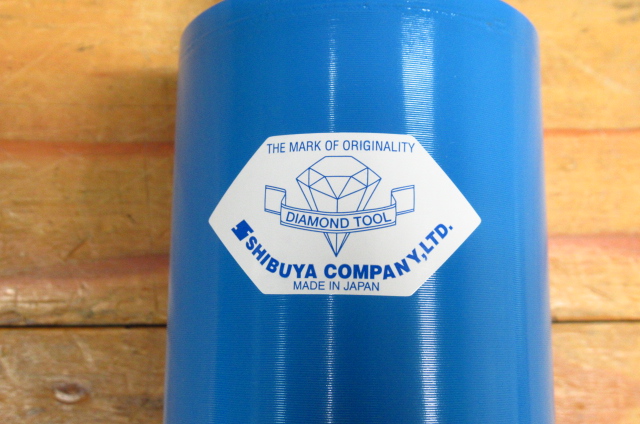 THE MARK OF ORIGINALITY
DIAMOND TOOL
SHIBUYA COMPANY,LTD.
MADE IN JAPAN